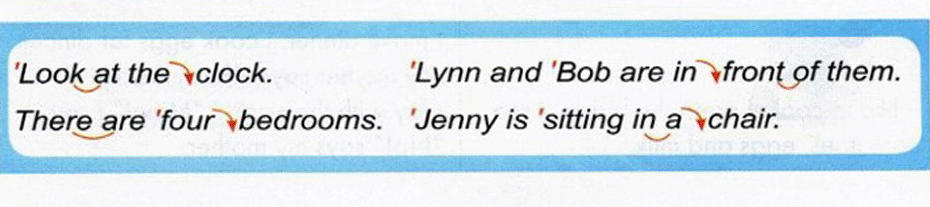 'Look at the ↘clock. 'Lynn and 'Bob are in ↘front of them.
There are 'four ↘bedrooms. 'Jenny is 'sitting in a ↘chair.